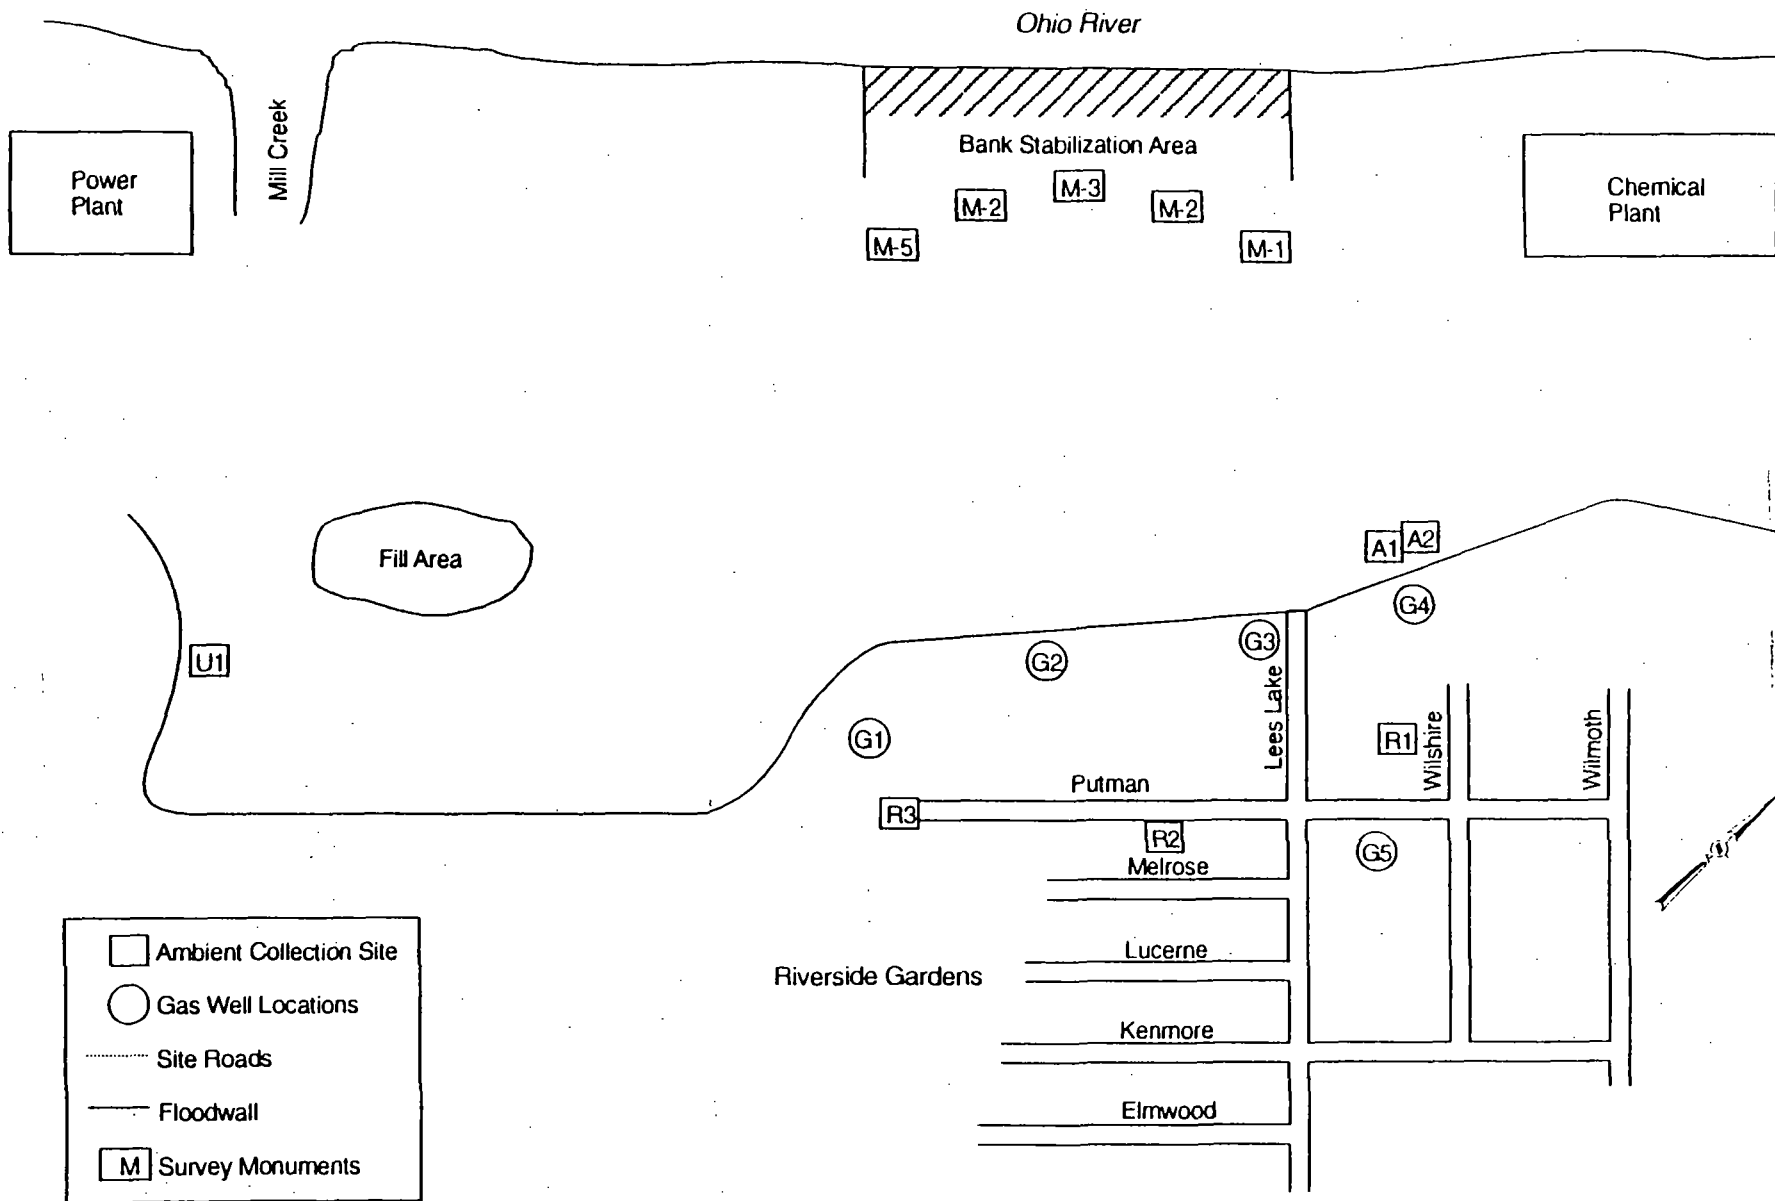 Ohio River
Mill Creek
Power
Plant
Bank Stabilization Area
Chemical
Plant
M-3
M-2
M-2
M-5
M-1
Fill Area
A1
A2
G4
U1
G2
G3
Lees Lake
G1
R1
Wilshire
Wilmoth
Putman
R3
R2
G5
Melrose
Lucerne
Riverside Gardens
Kenmore
Elmwood
Ambient Collection Site
Gas Well Locations
Site Roads
Floodwall
M Survey Monuments